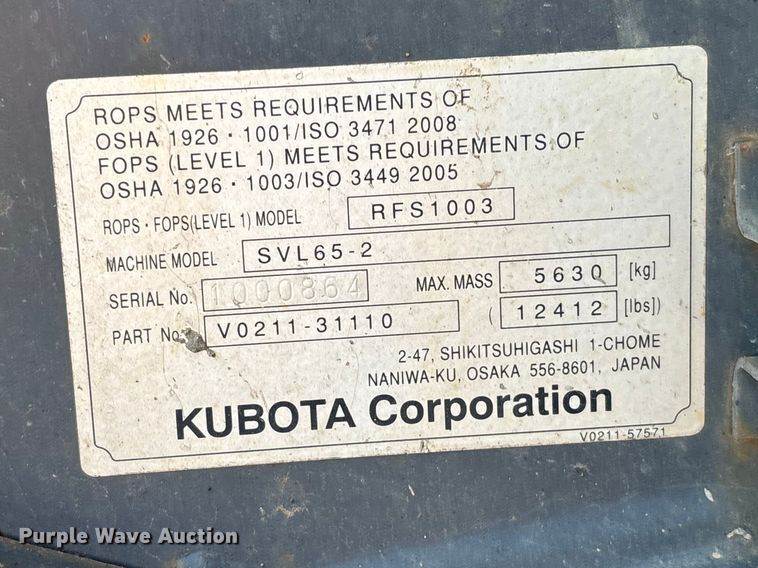 ROPS MEETS REQUIREMENTS OF
OSHA 1926・1001/ISO 3471 2008
FOPS (LEVEL 1) MEETS REQUIREMENTS OF
OSHA 1926・1003/ISO 3449 2005
ROPS・FOPS(LEVEL 1) MODEL RFS1003
MACHINE MODEL SVL65-2
SERIAL No. 1000864 MAX. MASS 5630 [kg]
PART No. V0211-31110 (12412 [lbs])
2-47, SHIKITSUHIGASHI 1-CHOME
NANIWA-KU, OSAKA 556-8601, JAPAN
KUBOTA Corporation
V0211-57571
Purple Wave Auction